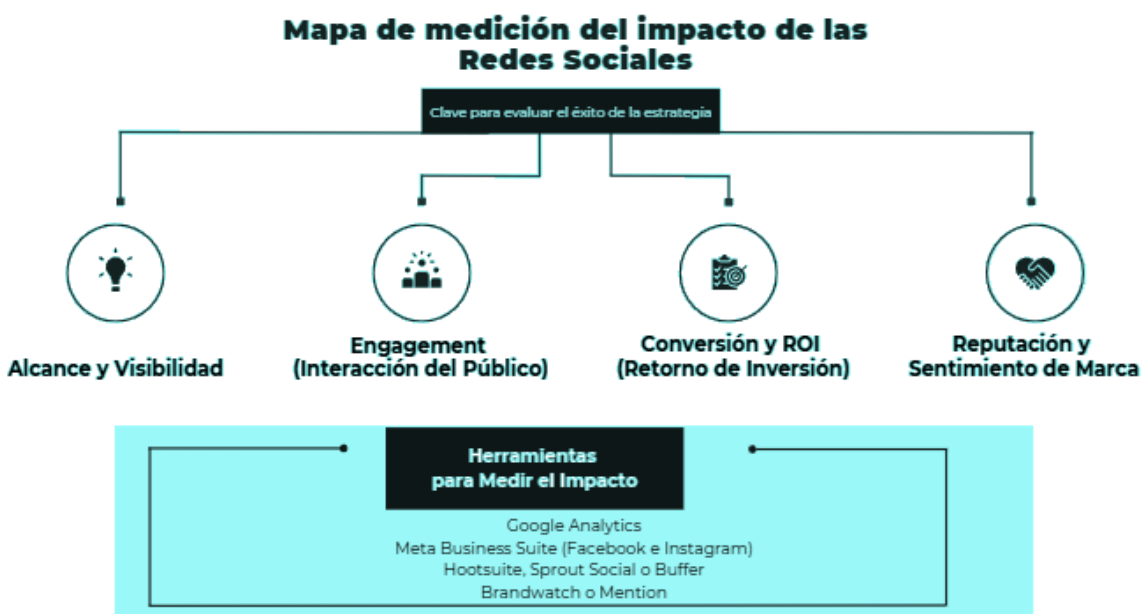 Mapa de medición del impacto de las
Redes Sociales
Clave para evaluar el éxito de la estrategia
Alcance y Visibilidad
Engagement
(Interacción del Público)
Conversión y ROI
(Retorno de Inversión)
Reputación y
Sentimiento de Marca
Herramientas
para Medir el Impacto
Google Analytics
Meta Business Suite (Facebook e Instagram)
Hootsuite, Sprout Social o Buffer
Brandwatch o Mention